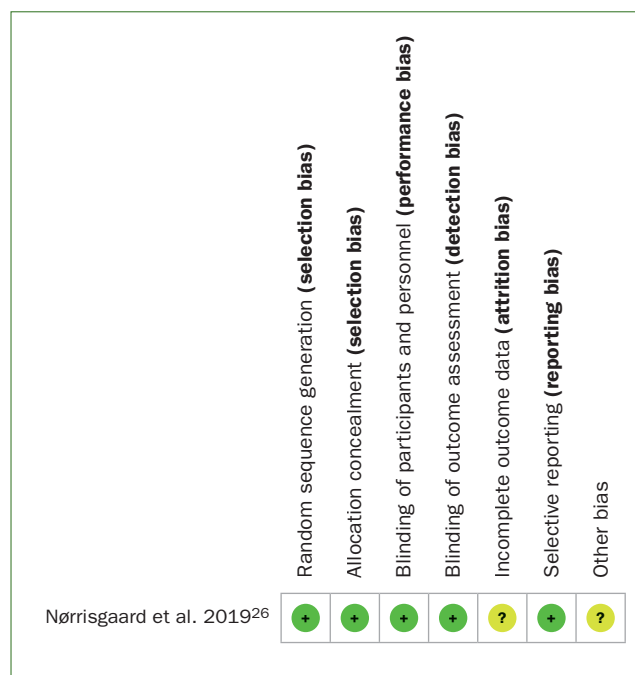 Random sequence generation (selection bias)
Allocation concealment (selection bias)
Blinding of participants and personnel (performance bias)
Blinding of outcome assessment (detection bias)
Incomplete outcome data (attrition bias)
Selective reporting (reporting bias)
Other bias
Nørrisgaard et al. 2019²⁶ + + + + ? + ?